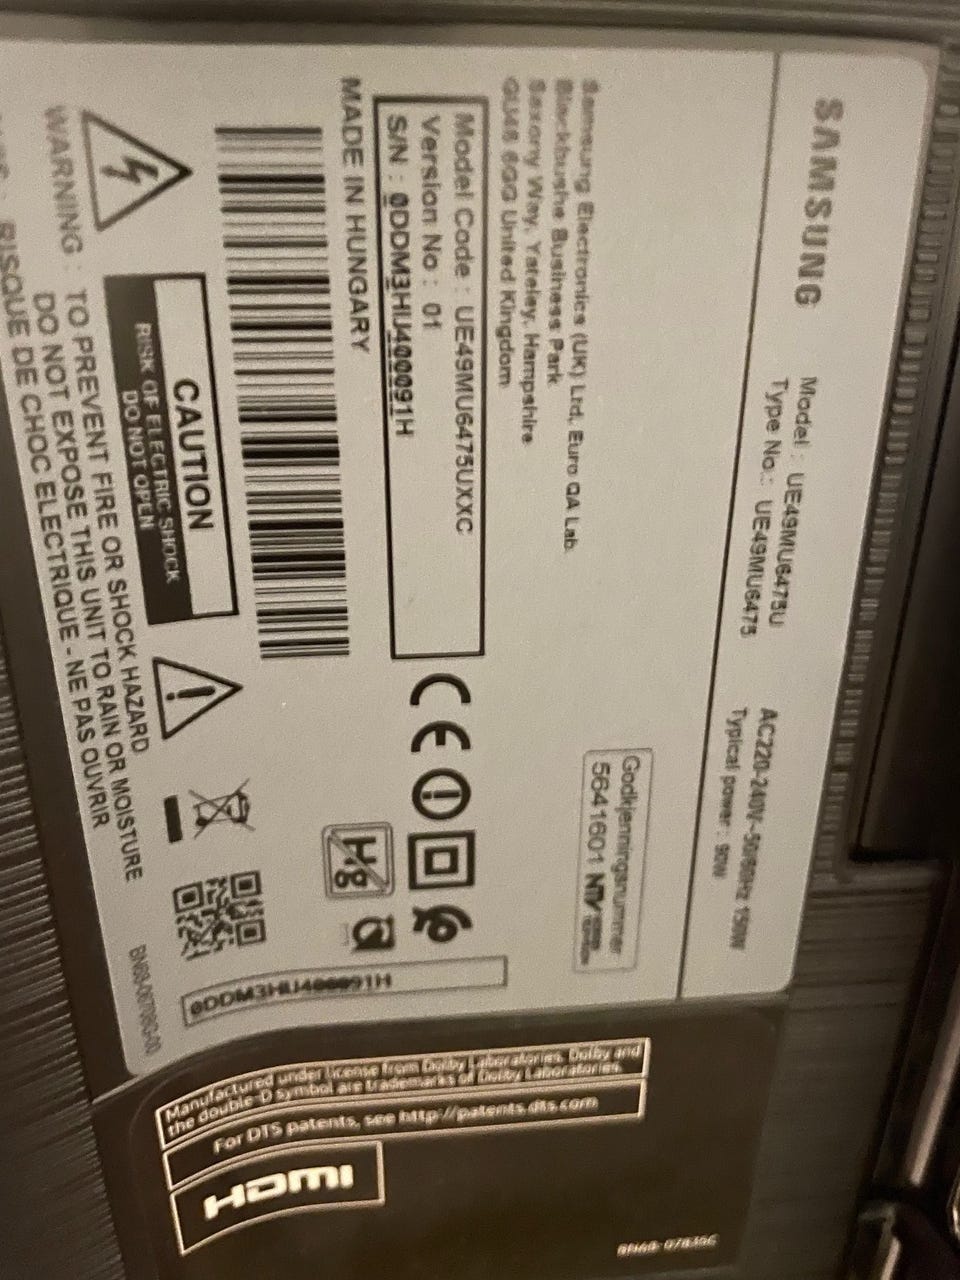 SAMSUNG
Model : UE49MU6475U
Type No.: UE49MU6475
AC220-240V~50/60Hz 150W
Typical power : 90W
Samsung Electronics (UK) Ltd, Euro QA Lab.
Blackbushe Business Park
Saxony Way, Yateley, Hampshire
GU46 6GG United Kingdom
Godkjenningsnummer
5641601 NTV
Model Code : UE49MU6475UXXC
Version No : 01
S/N : 0DDM3HU400091H
MADE IN HUNGARY
CE
Hg
CAUTION
RISK OF ELECTRIC SHOCK
DO NOT OPEN
WARNING : TO PREVENT FIRE OR SHOCK HAZARD
DO NOT EXPOSE THIS UNIT TO RAIN OR MOISTURE
RISQUE DE CHOC ELECTRIQUE - NE PAS OUVRIR
0DDM3HU400091H
Manufactured under license from Dolby Laboratories. Dolby and
the double-D symbol are trademarks of Dolby Laboratories.
For DTS patents, see http://patents.dts.com
HDMI